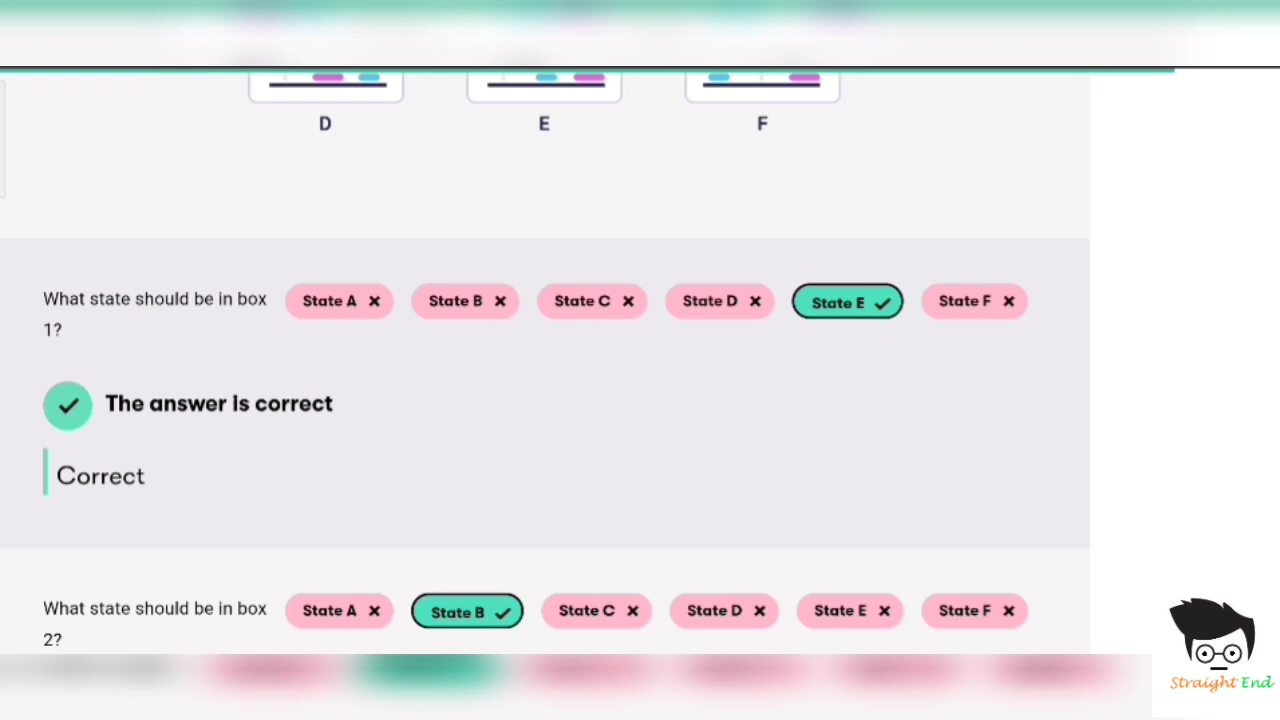 D E F
What state should be in box
1?
State A State B State C State D State E State F
The answer is correct
Correct
What state should be in box
2?
State A State B State C State D State E State F
Straight End